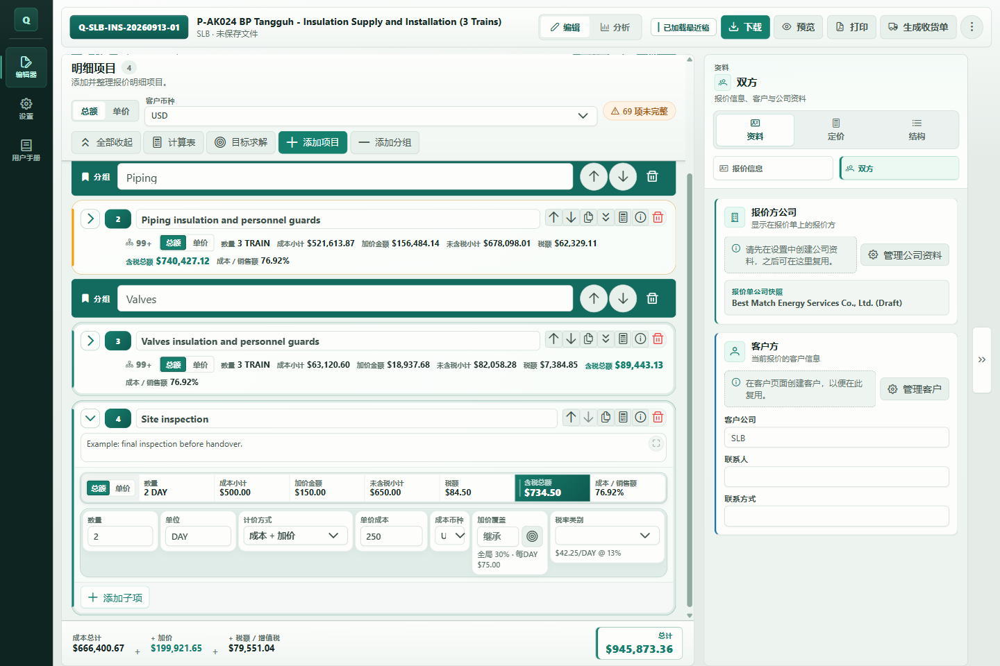 Q
编辑器
设置
用户手册
Q-SLB-INS-20260913-01
P-AK024 BP Tangguh - Insulation Supply and Installation (3 Trains)
SLB · 未保存文件
编辑
分析
已加载最近稿
下载
预览
打印
生成收货单
明细项目 4
添加并整理报价明细项目。
总额 单价
客户币种
USD
69 项未完整
全部收起
计算表
目标求解
添加项目
添加分组
分组 Piping
2 Piping insulation and personnel guards
99+ 总额 单价 数量 3 TRAIN 成本小计 $521,613.87 加价金额 $156,484.14 未含税小计 $678,098.01 税额 $62,329.11
含税总额 $740,427.12 成本 / 销售额 76.92%
分组 Valves
3 Valves insulation and personnel guards
99+ 总额 单价 数量 3 TRAIN 成本小计 $63,120.60 加价金额 $18,937.68 未含税小计 $82,058.28 税额 $7,384.85 含税总额 $89,443.13
成本 / 销售额 76.92%
4 Site inspection
Example: final inspection before handover.
总额 单价
数量 成本小计 加价金额 未含税小计 税额 含税总额 成本 / 销售额
2 DAY $500.00 $150.00 $650.00 $84.50 $734.50 76.92%
数量 单位 计价方式 单价成本 成本币种 加价覆盖 税率类别
2 DAY 成本 + 加价 250 U 继承
全局 30% · 每DAY
$75.00
$42.25/DAY @ 13%
添加子项
成本总计 + 加价 + 税额 / 增值税
$666,400.67 + $199,921.65 + $79,551.04
总计
$945,873.36
资料
双方
报价信息、客户与公司资料
资料
定价
结构
报价信息
双方
报价方公司
显示在报价单上的报价方
请先在设置中创建公司资
料，之后可在这里复用。
管理公司资料
报价单公司快照
Best Match Energy Services Co., Ltd. (Draft)
客户方
当前报价的客户信息
在客户页面创建客户，以便在此
复用。
管理客户
客户公司
SLB
联系人
联系方式